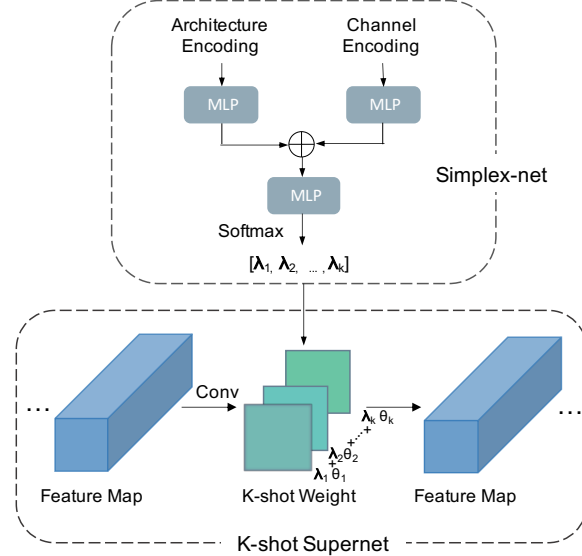 Architecture Encoding
Channel Encoding
MLP
MLP
MLP
Simplex-net
Softmax
[λ1, λ2, ... , λk]
...
Conv
...
λk θk
+...+
λ2θ2
+
λ1 θ1
Feature Map
K-shot Weight
Feature Map
K-shot Supernet